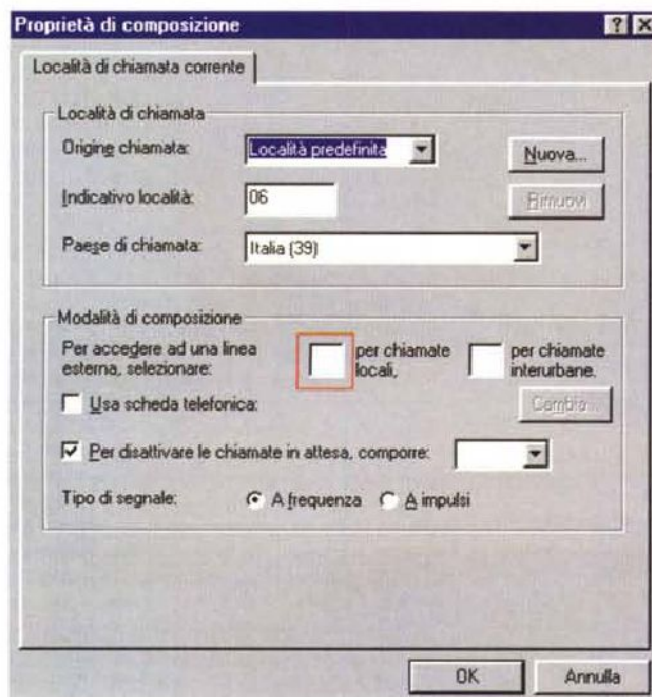 Proprietà di composizione
Località di chiamata corrente
Località di chiamata
Origine chiamata: Località predefinita Nuova...
Indicativo località: 06 Rimuovi
Paese di chiamata: Italia (39)
Modalità di composizione
Per accedere ad una linea esterna, selezionare: per chiamate locali, per chiamate interurbane.
Usa scheda telefonica: Cambia...
Per disattivare le chiamate in attesa, comporre:
Tipo di segnale: A frequenza A impulsi
OK Annulla